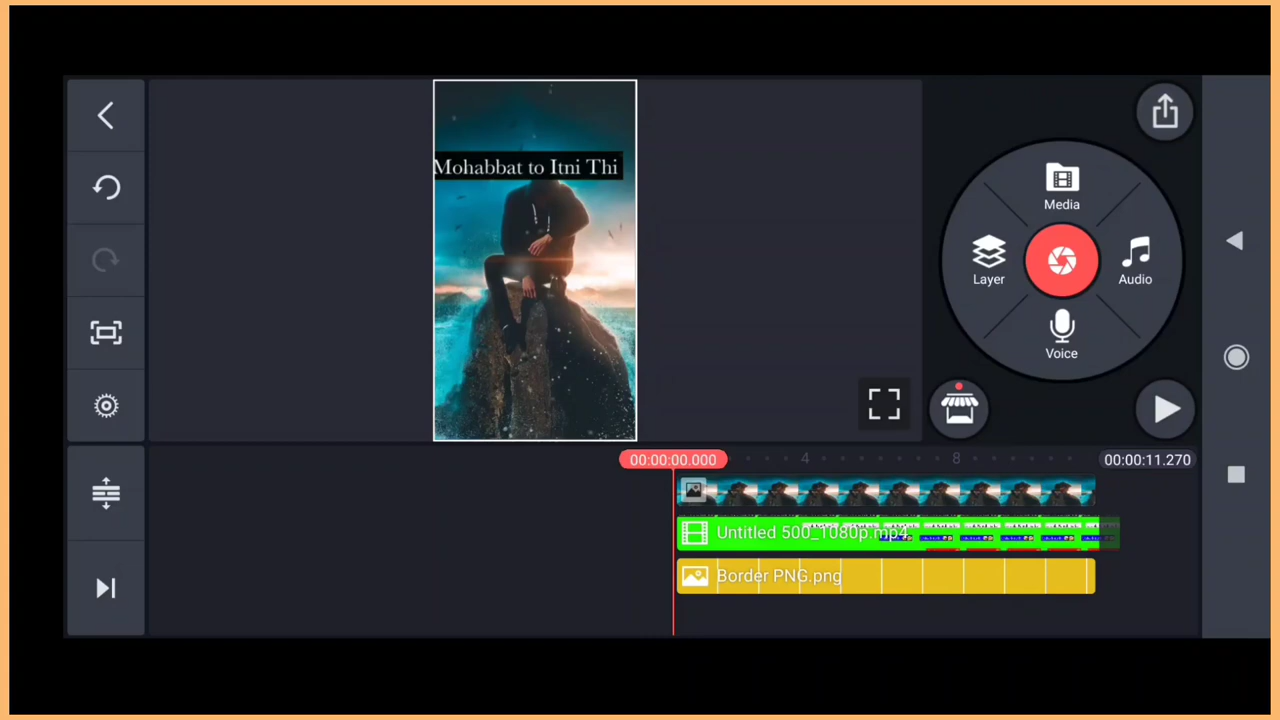 Mohabbat to Itni Thi
Media
Layer
Audio
Voice
00:00:00.000
4
8
00:00:11.270
Untitled 500_1080p.mp4
Border PNG.png